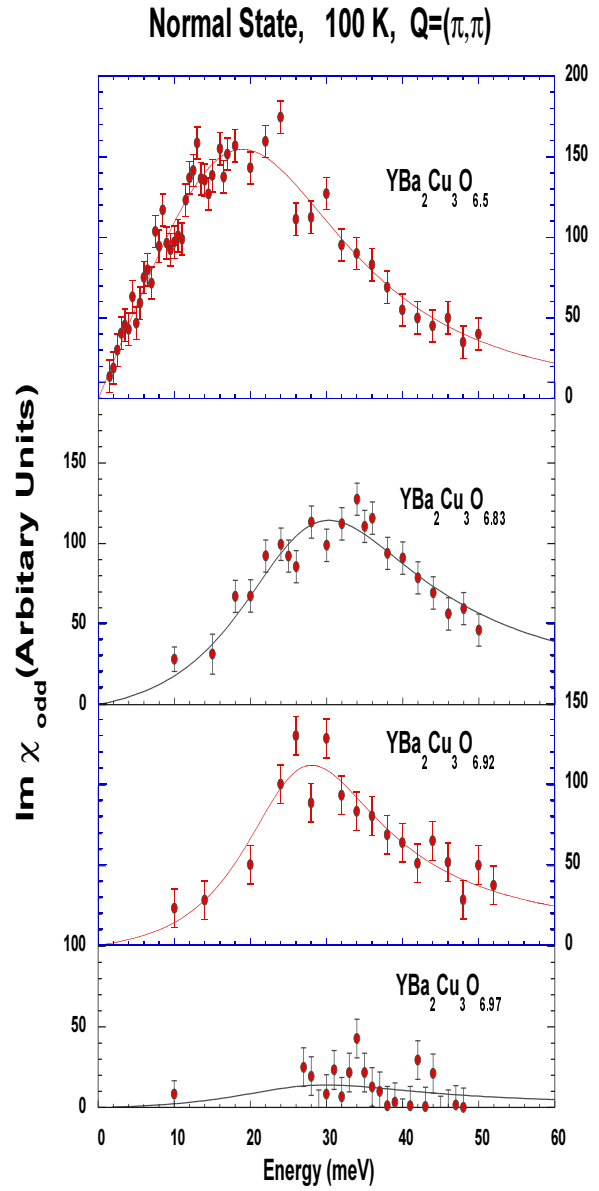 Normal State, 100 K, Q=(π,π)
200
150
100
50
0
YBa2Cu3O6.5
150
100
50
0
YBa2Cu3O6.83
150
100
50
0
YBa2Cu3O6.92
100
50
0
YBa2Cu3O6.97
0 10 20 30 40 50 60
Energy (meV)
Im χ odd (Arbitary Units)